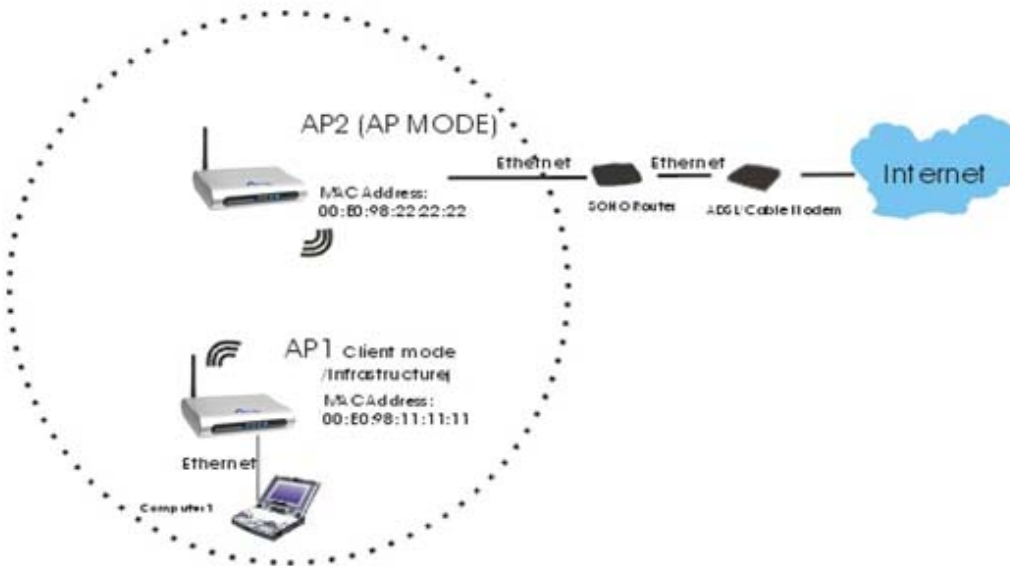 AP2 (AP MODE)
MAC Address:
00:E0:98:22:22:22
Ethernet
Ethernet
SOHO Router
ADSL/Cable Modem
Internet
AP1 Client mode
/Infrastructure
MAC Address:
00:E0:98:11:11:11
Ethernet
Computer1